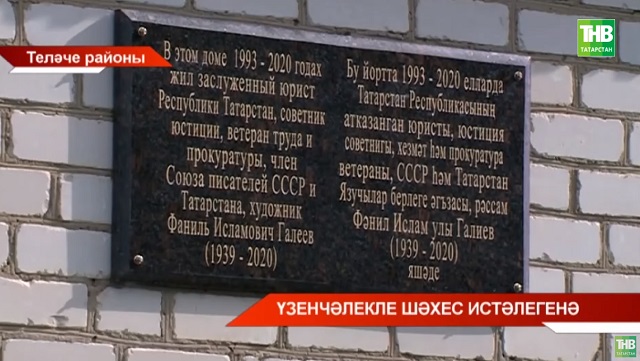 Теләче районы
ТНВ
ТАТАРСТАН
В этом доме 1993 - 2020 годах
жил заслуженный юрист
Республики Татарстан, советник
юстиции, ветеран труда и
прокуратуры, член
Союза писателей СССР и
Татарстана, художник
Фаниль Исламович Галеев
(1939 - 2020)
Бу йортта 1993 - 2020 елларда
Татарстан Республикасының
атказанган юристы, юстиция
советнигы, хезмәт һәм прокуратура
ветераны, СССР һәм Татарстан
Язучылар берлеге әгъзасы, рәссам
Фәнил Ислам улы Галиев
(1939 - 2020)
яшәде
ҮЗЕНЧӘЛЕКЛЕ ШӘХЕС ИСТӘЛЕГЕНӘ
ТНВ
ТАТАРСТАН